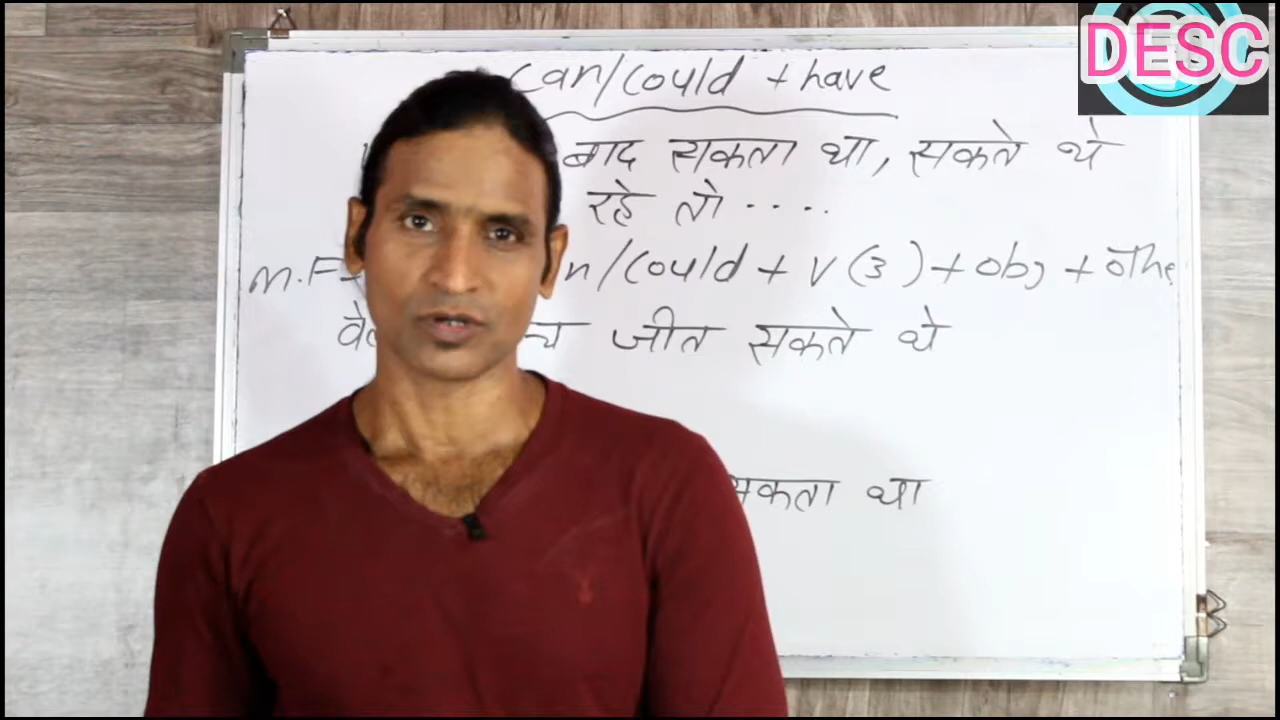 DESC
can/could + have
बाद सकता था, सकते थे
रहे तो ....
M.F- /could + V(3) + obj + othe
जीत सकते थे
सकता था